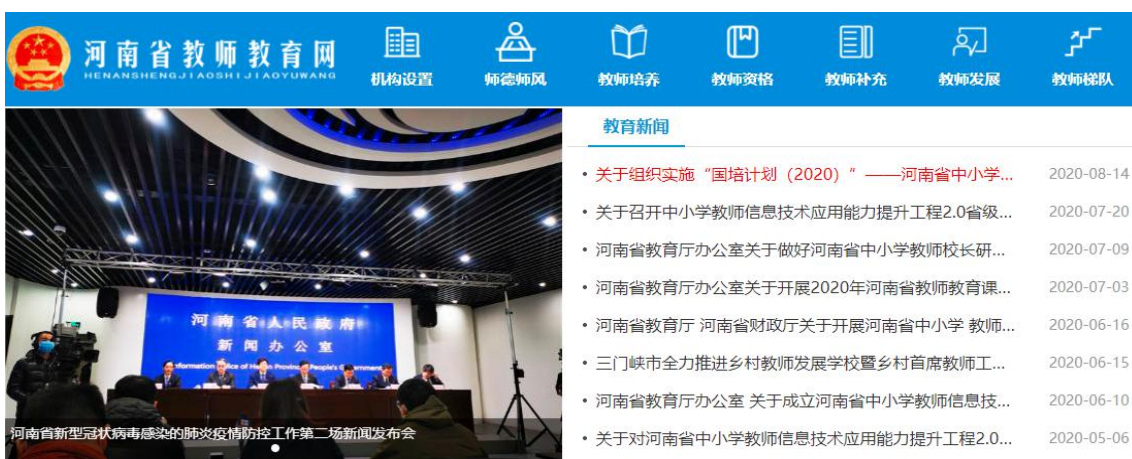 河南省教师教育网
HENANSHENGJIAOSHIJIAOYUWANG
机构设置
师德师风
教师培养
教师资格
教师补充
教师发展
教师梯队
河南省人民政府
新闻办公室
Information Office of Henan Provincial People's Government
河南省新型冠状病毒感染的肺炎疫情防控工作第二场新闻发布会
教育新闻
• 关于组织实施“国培计划（2020）”——河南省中小学... 2020-08-14
• 关于召开中小学教师信息技术应用能力提升工程2.0省级... 2020-07-20
• 河南省教育厅办公室关于做好河南省中小学教师校长研... 2020-07-09
• 河南省教育厅办公室关于开展2020年河南省教师教育课... 2020-07-03
• 河南省教育厅 河南省财政厅关于开展河南省中小学 教师... 2020-06-16
• 三门峡市全力推进乡村教师发展学校暨乡村首席教师工... 2020-06-15
• 河南省教育厅办公室 关于成立河南省中小学教师信息技... 2020-06-10
• 关于对河南省中小学教师信息技术应用能力提升工程2.0... 2020-05-06